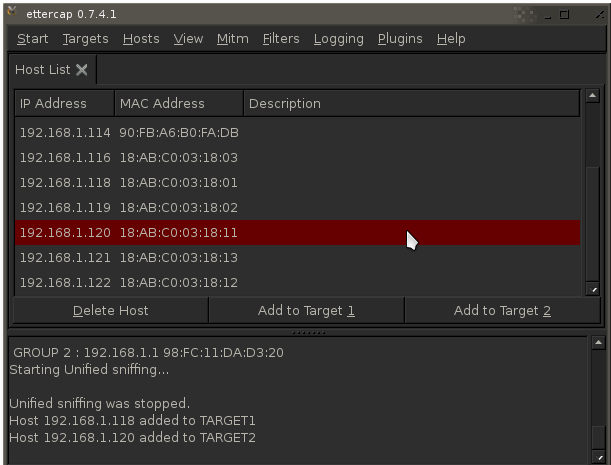 ettercap 0.7.4.1
Start Targets Hosts View Mitm Filters Logging Plugins Help
Host List
IP Address MAC Address Description
192.168.1.114 90:FB:A6:B0:FA:DB
192.168.1.116 18:AB:C0:03:18:03
192.168.1.118 18:AB:C0:03:18:01
192.168.1.119 18:AB:C0:03:18:02
192.168.1.120 18:AB:C0:03:18:11
192.168.1.121 18:AB:C0:03:18:13
192.168.1.122 18:AB:C0:03:18:12
Delete Host Add to Target 1 Add to Target 2
GROUP 2 : 192.168.1.1 98:FC:11:DA:D3:20
Starting Unified sniffing...
Unified sniffing was stopped.
Host 192.168.1.118 added to TARGET1
Host 192.168.1.120 added to TARGET2